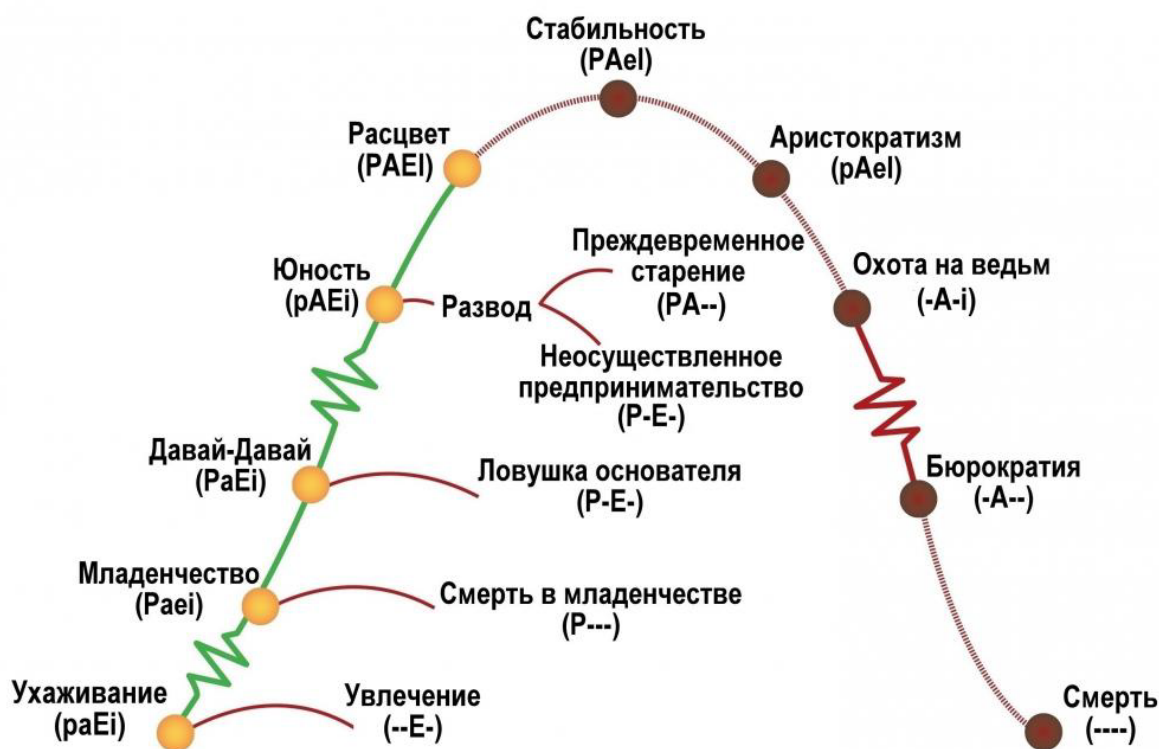 Стабильность
(PAeI)
Расцвет
(PAEI)
Аристократизм
(pAeI)
Юность
(pAEi)
Развод
Преждевременное
старение
(PA--)
Неосуществленное
предпринимательство
(P-E-)
Охота на ведьм
(-A-i)
Давай-Давай
(PaEi)
Ловушка основателя
(P-E-)
Бюрократия
(-A--)
Младенчество
(Paei)
Смерть в младенчестве
(P---)
Ухаживание
(paEi)
Увлечение
(--E-)
Смерть
(----)